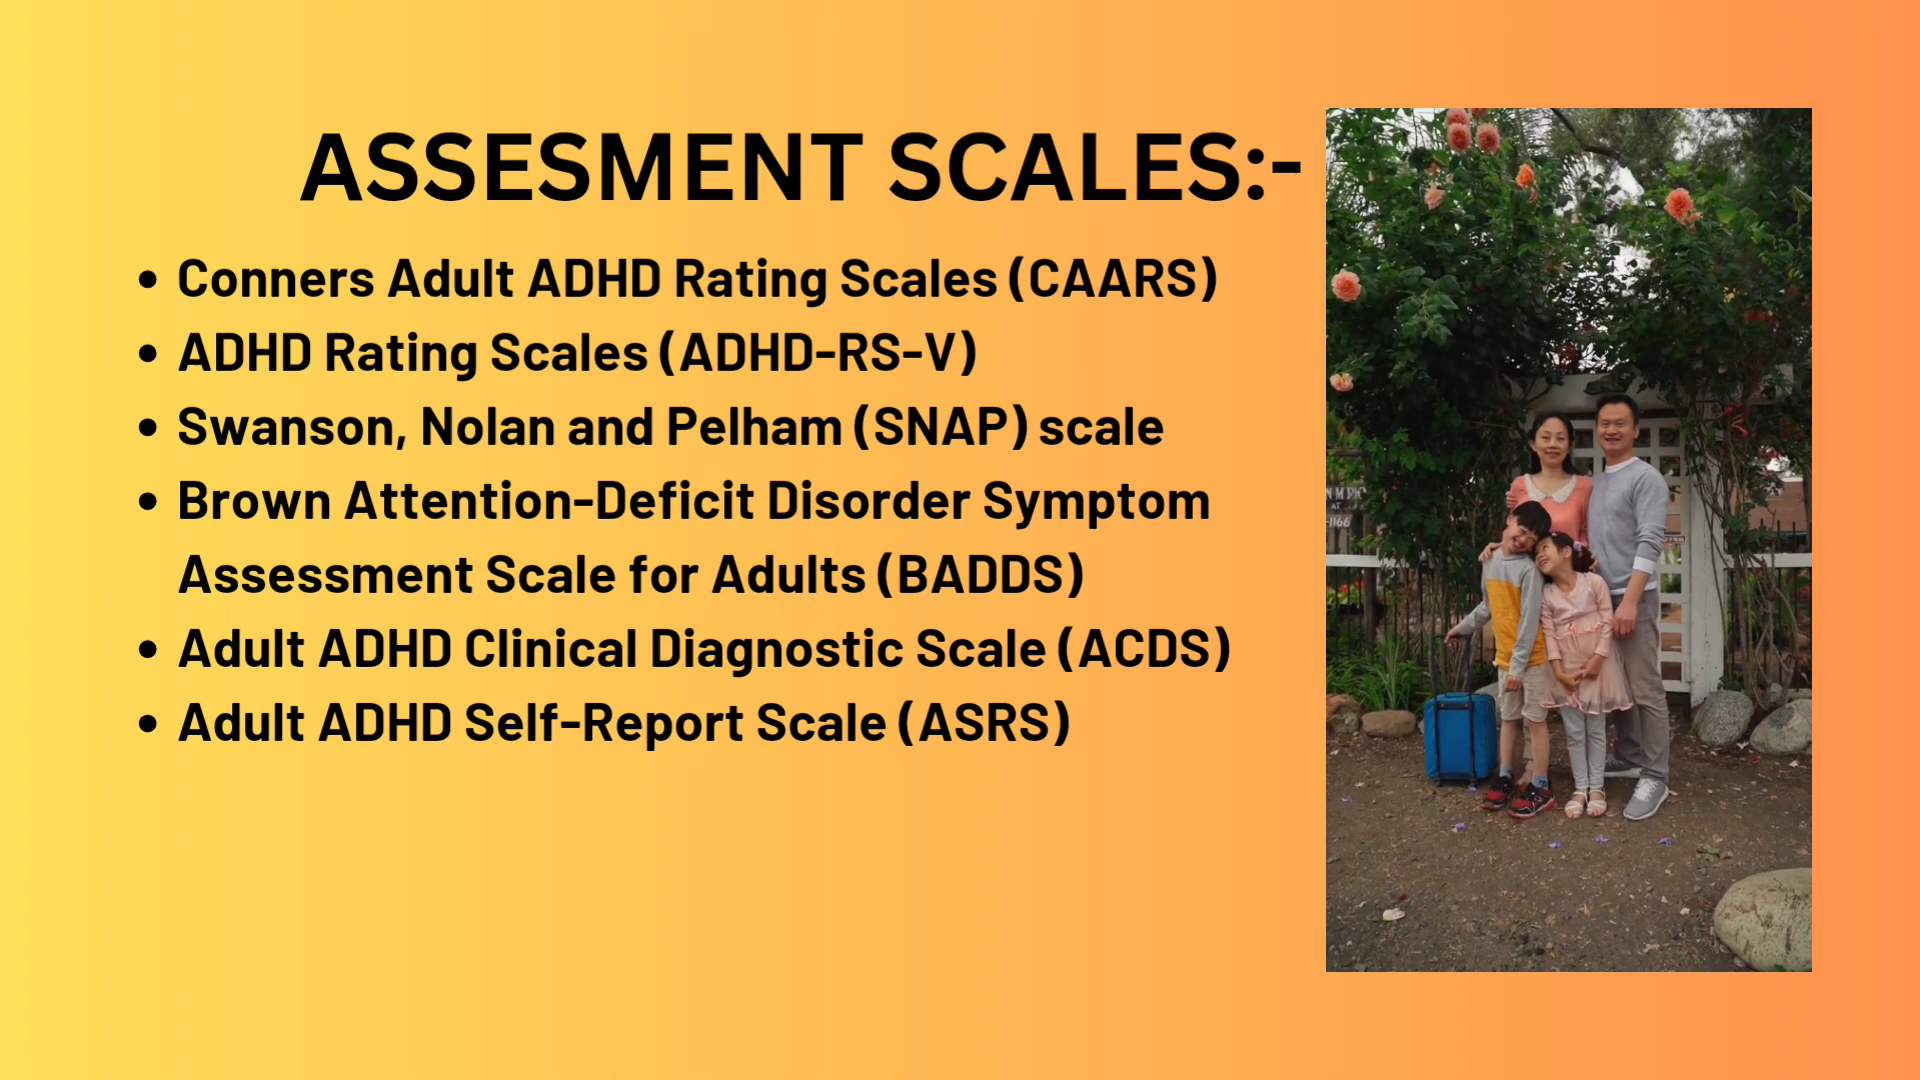 ASSESMENT SCALES:-
• Conners Adult ADHD Rating Scales (CAARS)
• ADHD Rating Scales (ADHD-RS-V)
• Swanson, Nolan and Pelham (SNAP) scale
• Brown Attention-Deficit Disorder Symptom
Assessment Scale for Adults (BADDS)
• Adult ADHD Clinical Diagnostic Scale (ACDS)
• Adult ADHD Self-Report Scale (ASRS)
AT
-1166